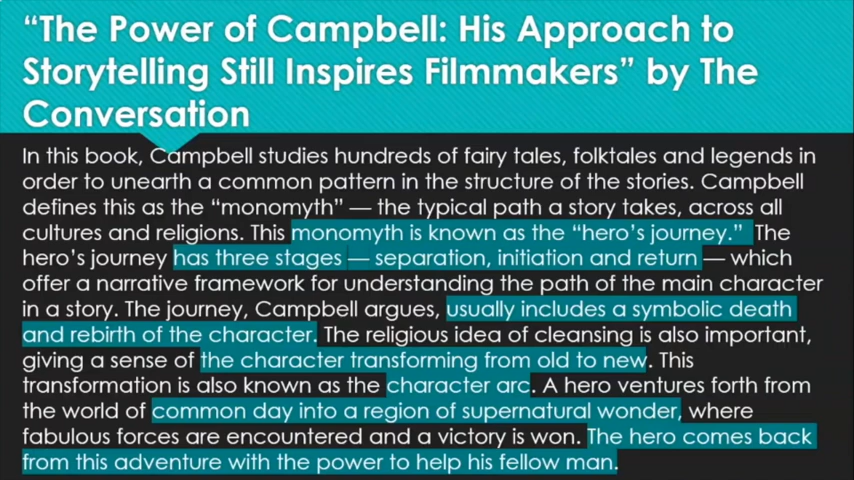 “The Power of Campbell: His Approach to
Storytelling Still Inspires Filmmakers” by The
Conversation
In this book, Campbell studies hundreds of fairy tales, folktales and legends in
order to unearth a common pattern in the structure of the stories. Campbell
defines this as the “monomyth” — the typical path a story takes, across all
cultures and religions. This monomyth is known as the “hero’s journey.” The
hero’s journey has three stages — separation, initiation and return — which
offer a narrative framework for understanding the path of the main character
in a story. The journey, Campbell argues, usually includes a symbolic death
and rebirth of the character. The religious idea of cleansing is also important,
giving a sense of the character transforming from old to new. This
transformation is also known as the character arc. A hero ventures forth from
the world of common day into a region of supernatural wonder, where
fabulous forces are encountered and a victory is won. The hero comes back
from this adventure with the power to help his fellow man.